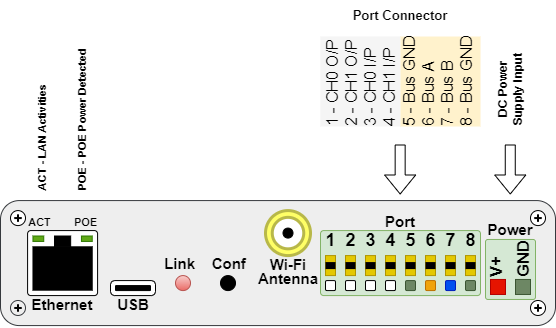 Port Connector
ACT - LAN Activities
POE - POE Power Detected
1 - CH0 O/P
2 - CH1 O/P
3 - CH0 I/P
4 - CH1 I/P
5 - Bus GND
6 - Bus A
7 - Bus B
8 - Bus GND
DC Power
Supply Input
ACT
POE
Ethernet
USB
Link
Conf
Wi-Fi
Antenna
Port
1 2 3 4 5 6 7 8
Power
V+
GND